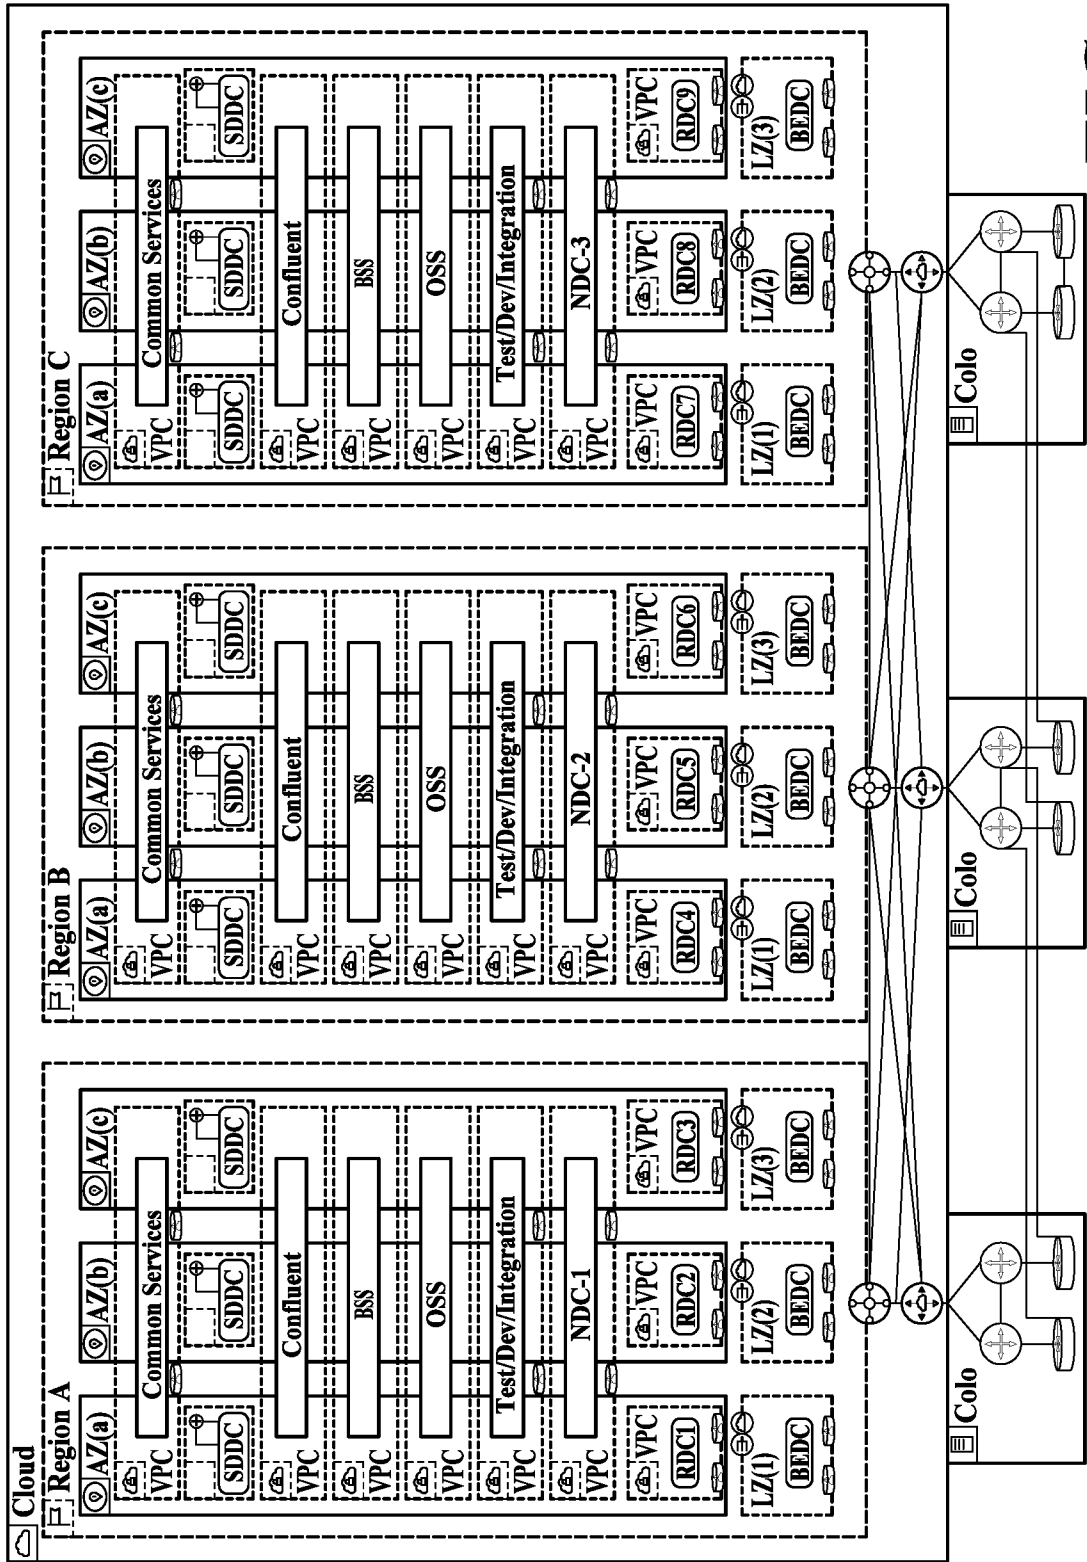 Cloud
Region A
AZ(a)
AZ(b)
AZ(c)
Common Services
VPC
SDDC
SDDC
SDDC
Confluent
VPC
BSS
VPC
OSS
VPC
Test/Dev/Integration
VPC
NDC-1
VPC
VPC
RDC1
VPC
RDC2
VPC
RDC3
LZ(1)
BEDC
LZ(2)
BEDC
LZ(3)
BEDC
Region B
AZ(a)
AZ(b)
AZ(c)
Common Services
VPC
SDDC
SDDC
SDDC
Confluent
VPC
BSS
VPC
OSS
VPC
Test/Dev/Integration
VPC
NDC-2
VPC
VPC
RDC4
VPC
RDC5
VPC
RDC6
LZ(1)
BEDC
LZ(2)
BEDC
LZ(3)
BEDC
Region C
AZ(a)
AZ(b)
AZ(c)
Common Services
VPC
SDDC
SDDC
SDDC
Confluent
VPC
BSS
VPC
OSS
VPC
Test/Dev/Integration
VPC
NDC-3
VPC
VPC
RDC7
VPC
RDC8
VPC
RDC9
LZ(1)
BEDC
LZ(2)
BEDC
LZ(3)
BEDC
Colo
Colo
Colo